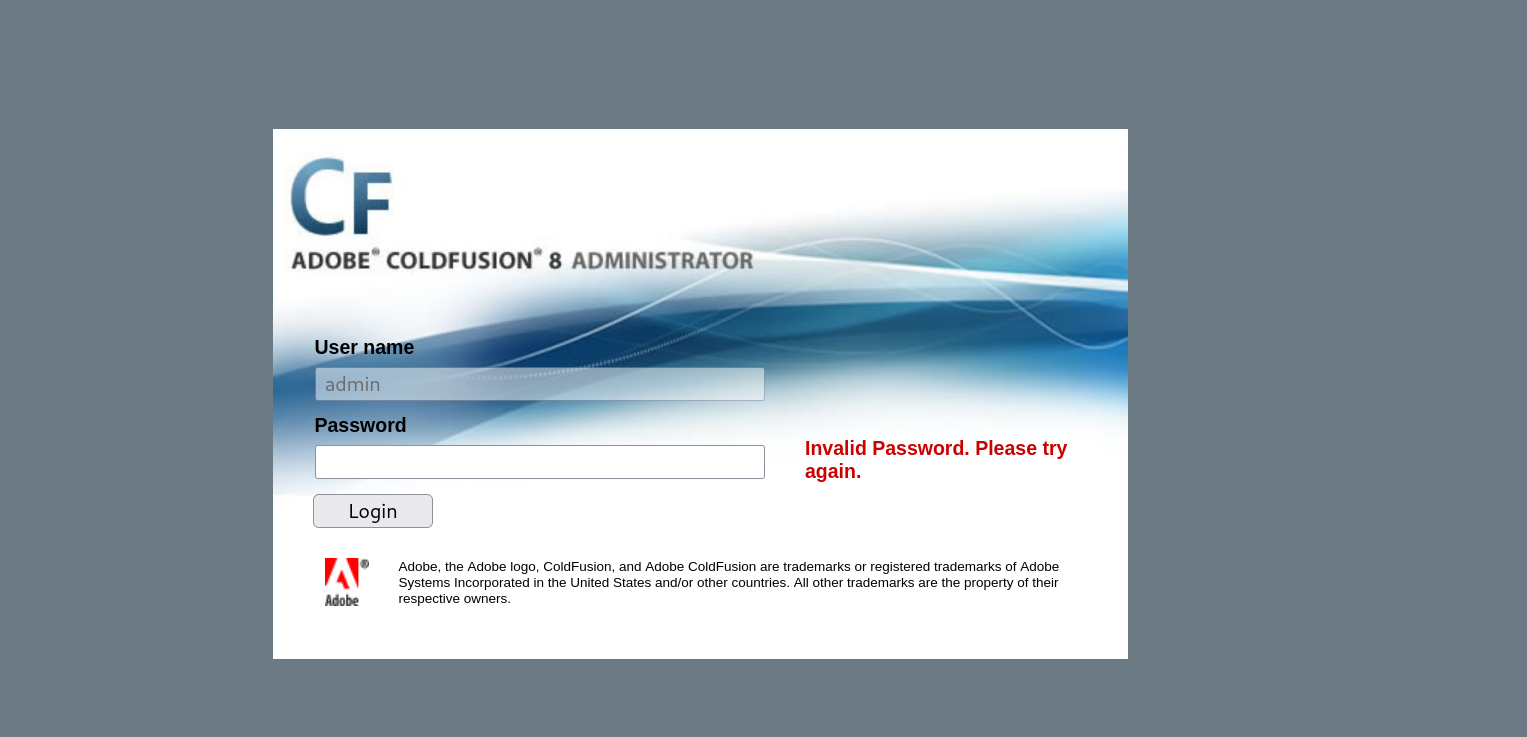 CF
ADOBE® COLDFUSION® 8 ADMINISTRATOR
User name
admin
Password
Invalid Password. Please try
again.
Login
Adobe, the Adobe logo, ColdFusion, and Adobe ColdFusion are trademarks or registered trademarks of Adobe
Systems Incorporated in the United States and/or other countries. All other trademarks are the property of their
respective owners.
®
Adobe